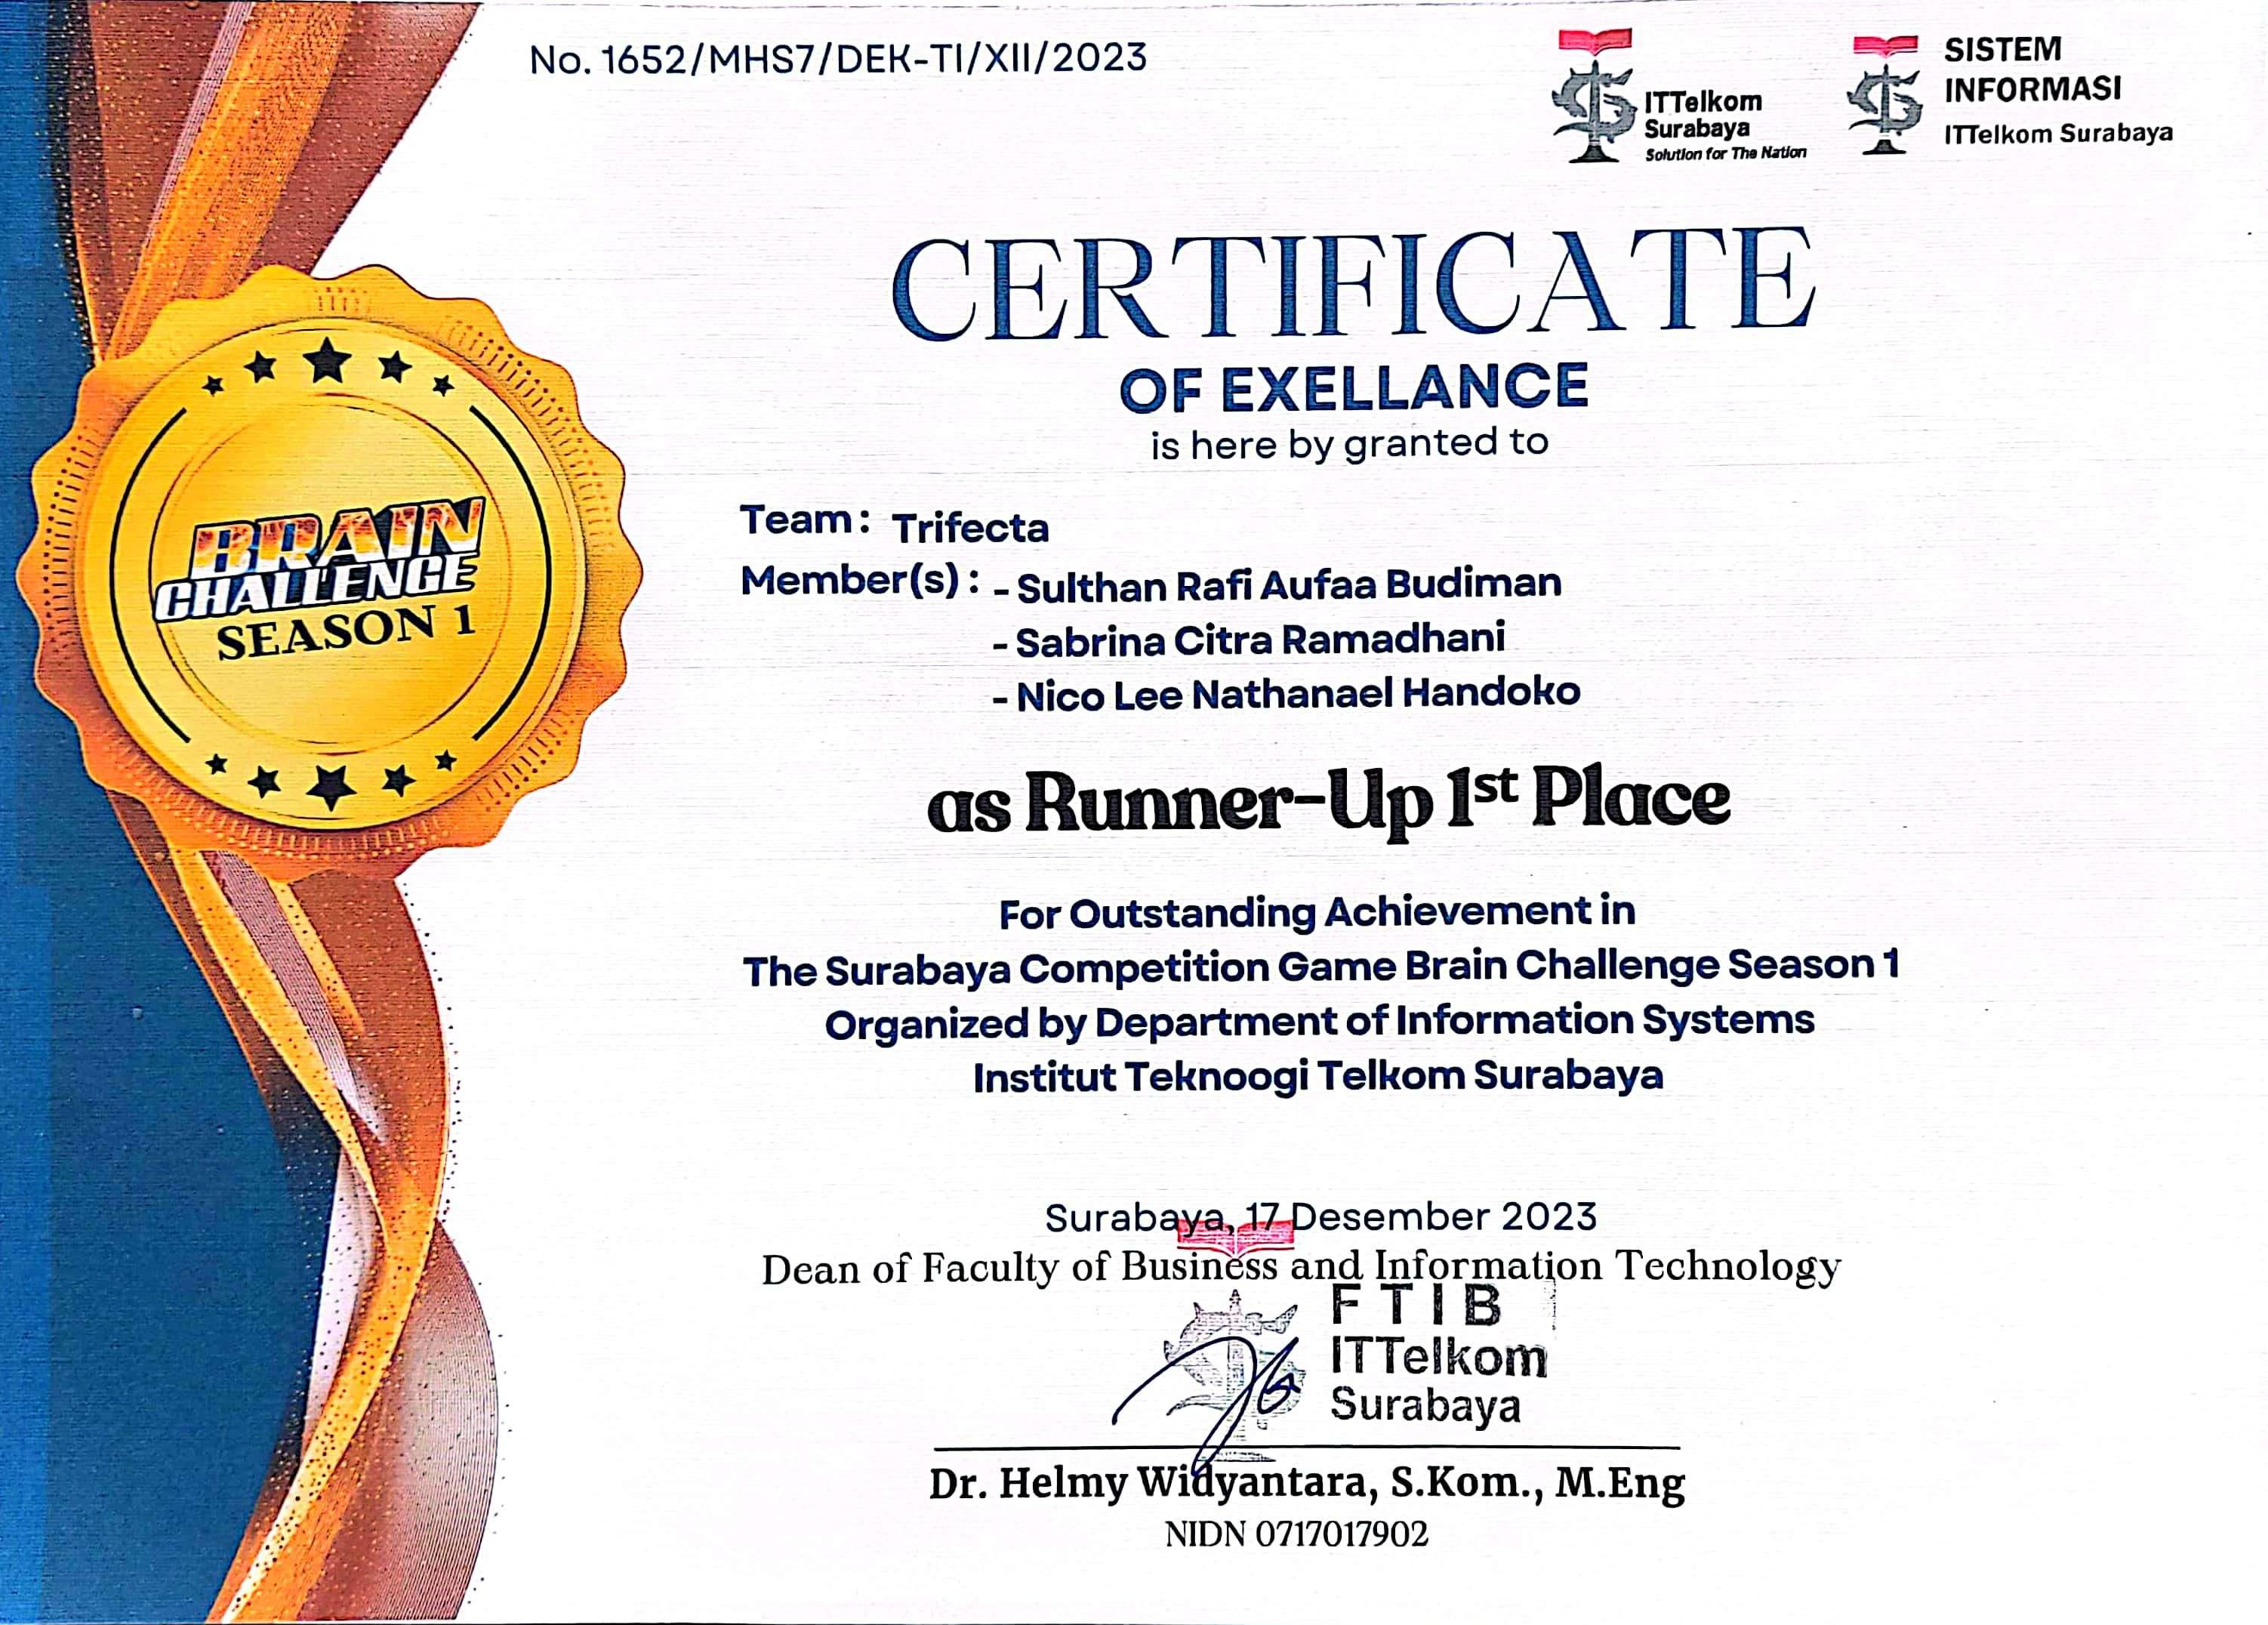 No. 1652/MHS7/DEK-TI/XII/2023
ITTelkom
Surabaya
Solution for The Nation
SISTEM
INFORMASI
ITTelkom Surabaya
CERTIFICATE
OF EXELLANCE
is here by granted to
BRAIN
CHALLENGE
SEASON 1
Team: Trifecta
Member(s): - Sulthan Rafi Aufaa Budiman
- Sabrina Citra Ramadhani
- Nico Lee Nathanael Handoko
as Runner-Up 1st Place
For Outstanding Achievement in
The Surabaya Competition Game Brain Challenge Season 1
Organized by Department of Information Systems
Institut Teknoogi Telkom Surabaya
Surabaya, 17 Desember 2023
Dean of Faculty of Business and Information Technology
FTIB
ITTelkom
Surabaya
Dr. Helmy Widyantara, S.Kom., M.Eng
NIDN 0717017902